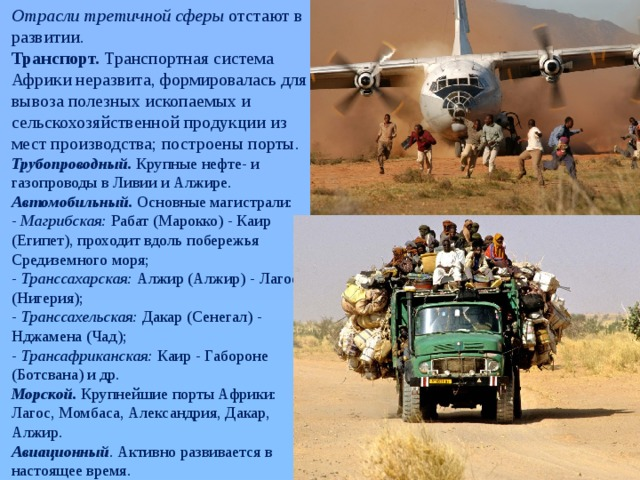 Отрасли третичной сферы отстают в
развитии.
Транспорт. Транспортная система
Африки неразвита, формировалась для
вывоза полезных ископаемых и
сельскохозяйственной продукции из
мест производства; построены порты.
Трубопроводный. Крупные нефте- и
газопроводы в Ливии и Алжире.
Автомобильный. Основные магистрали:
- Магрибская: Рабат (Марокко) - Каир
(Египет), проходит вдоль побережья
Средиземного моря;
- Транссахарская: Алжир (Алжир) - Лагос
(Нигерия);
- Транссахельская: Дакар (Сенегал) -
Нджамена (Чад);
- Трансафриканская: Каир - Габороне
(Ботсвана) и др.
Морской. Крупнейшие порты Африки:
Лагос, Момбаса, Александрия, Дакар,
Алжир.
Авиационный. Активно развивается в
настоящее время.